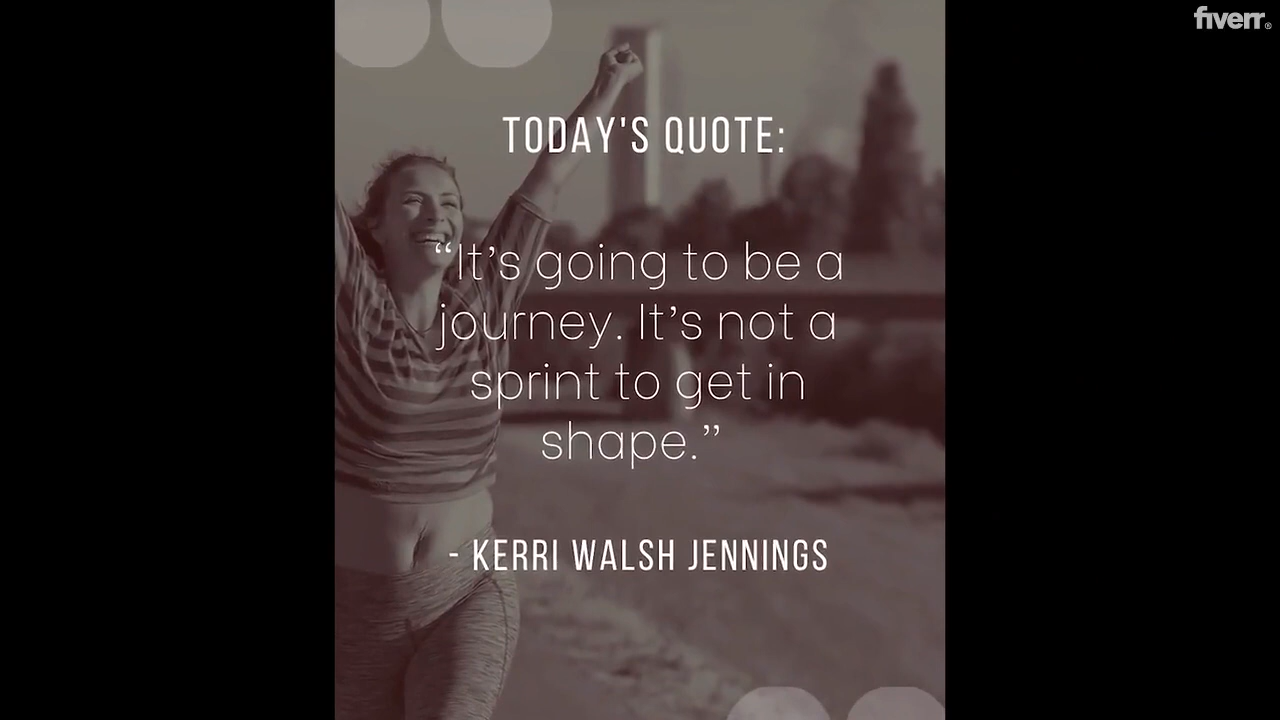 fiverr®
TODAY'S QUOTE:
“It’s going to be a
journey. It’s not a
sprint to get in
shape.”
- KERRI WALSH JENNINGS